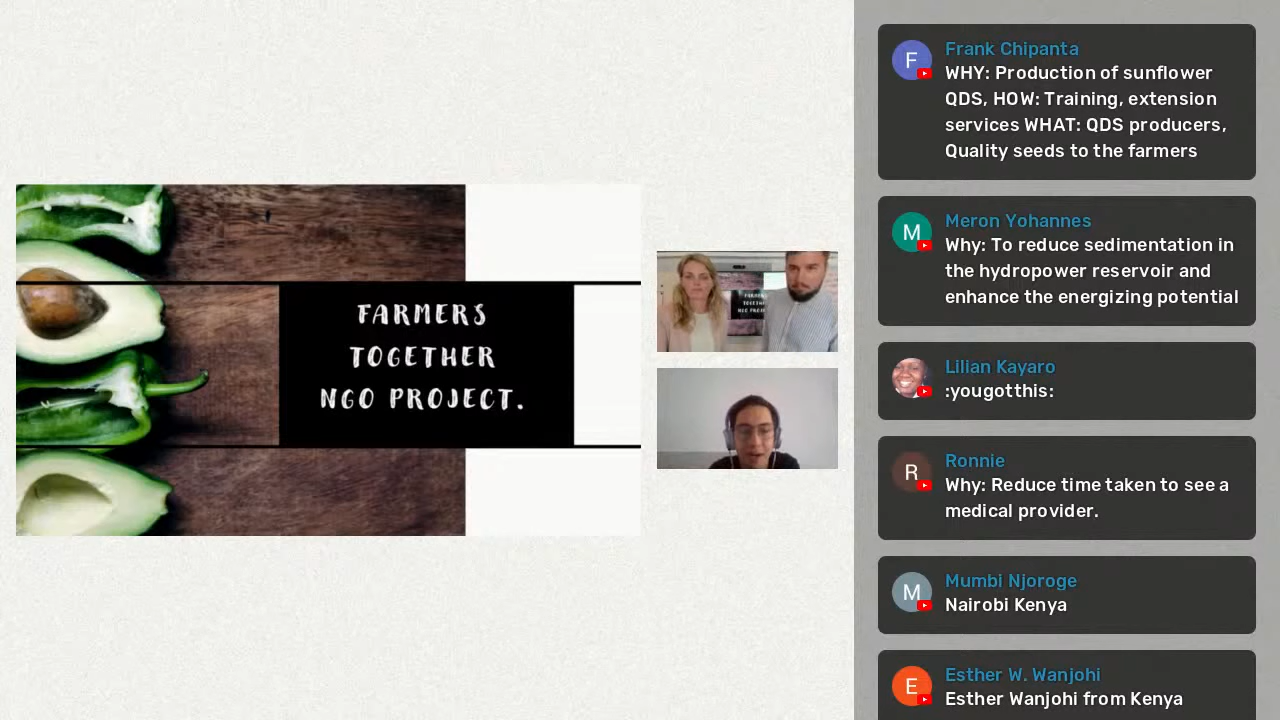 FARMERS
TOGETHER
NGO PROJECT.
FARMERS
TOGETHER
F
Frank Chipanta
WHY: Production of sunflower
QDS, HOW: Training, extension
services WHAT: QDS producers,
Quality seeds to the farmers
M
Meron Yohannes
Why: To reduce sedimentation in
the hydropower reservoir and
enhance the energizing potential
Lilian Kayaro
:yougotthis:
R
Ronnie
Why: Reduce time taken to see a
medical provider.
M
Mumbi Njoroge
Nairobi Kenya
E
Esther W. Wanjohi
Esther Wanjohi from Kenya